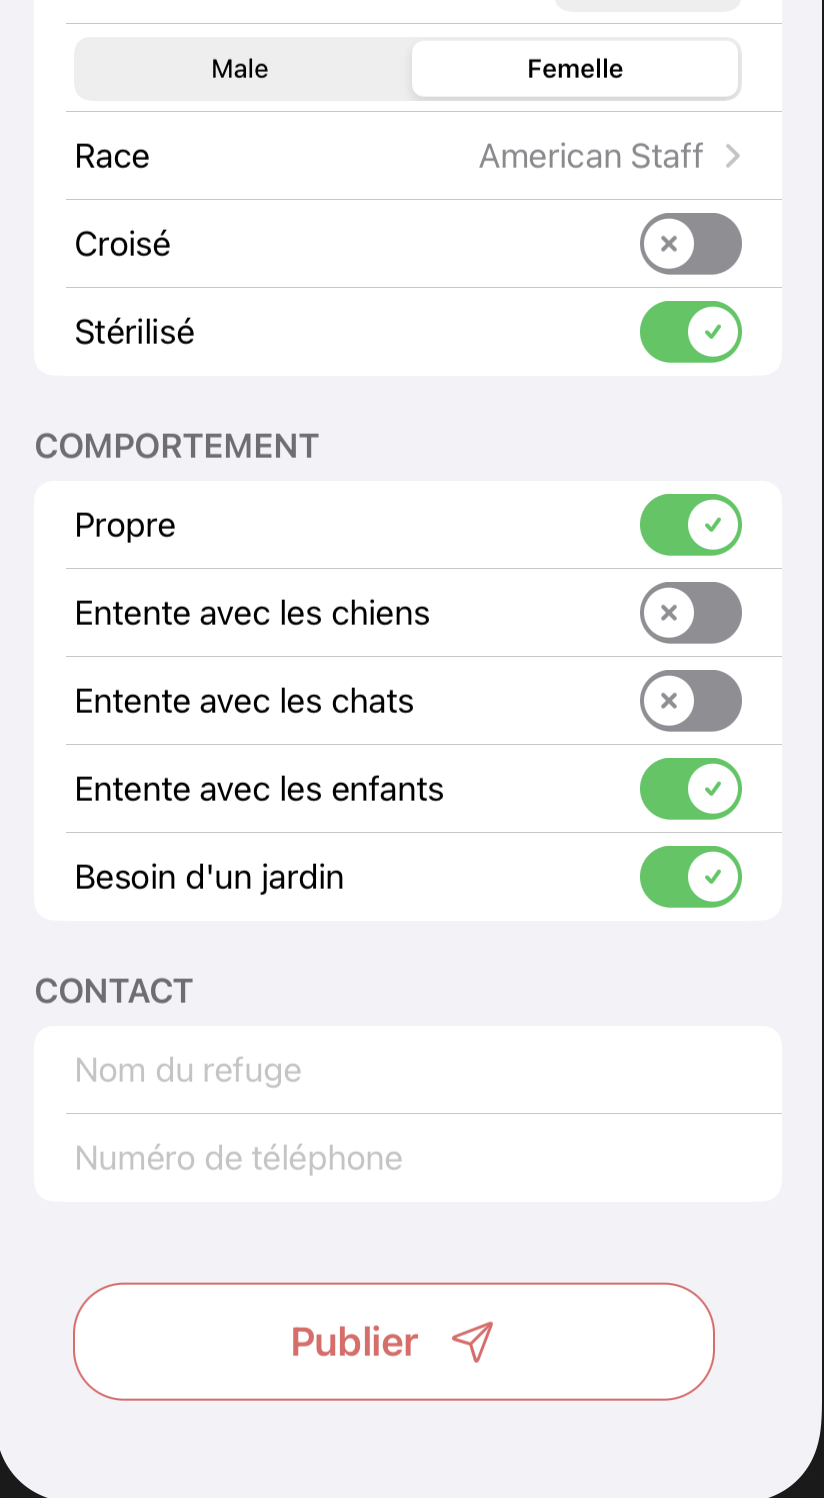 Male Femelle
Race American Staff
Croisé
Stérilisé
COMPORTEMENT
Propre
Entente avec les chiens
Entente avec les chats
Entente avec les enfants
Besoin d'un jardin
CONTACT
Nom du refuge
Numéro de téléphone
Publier